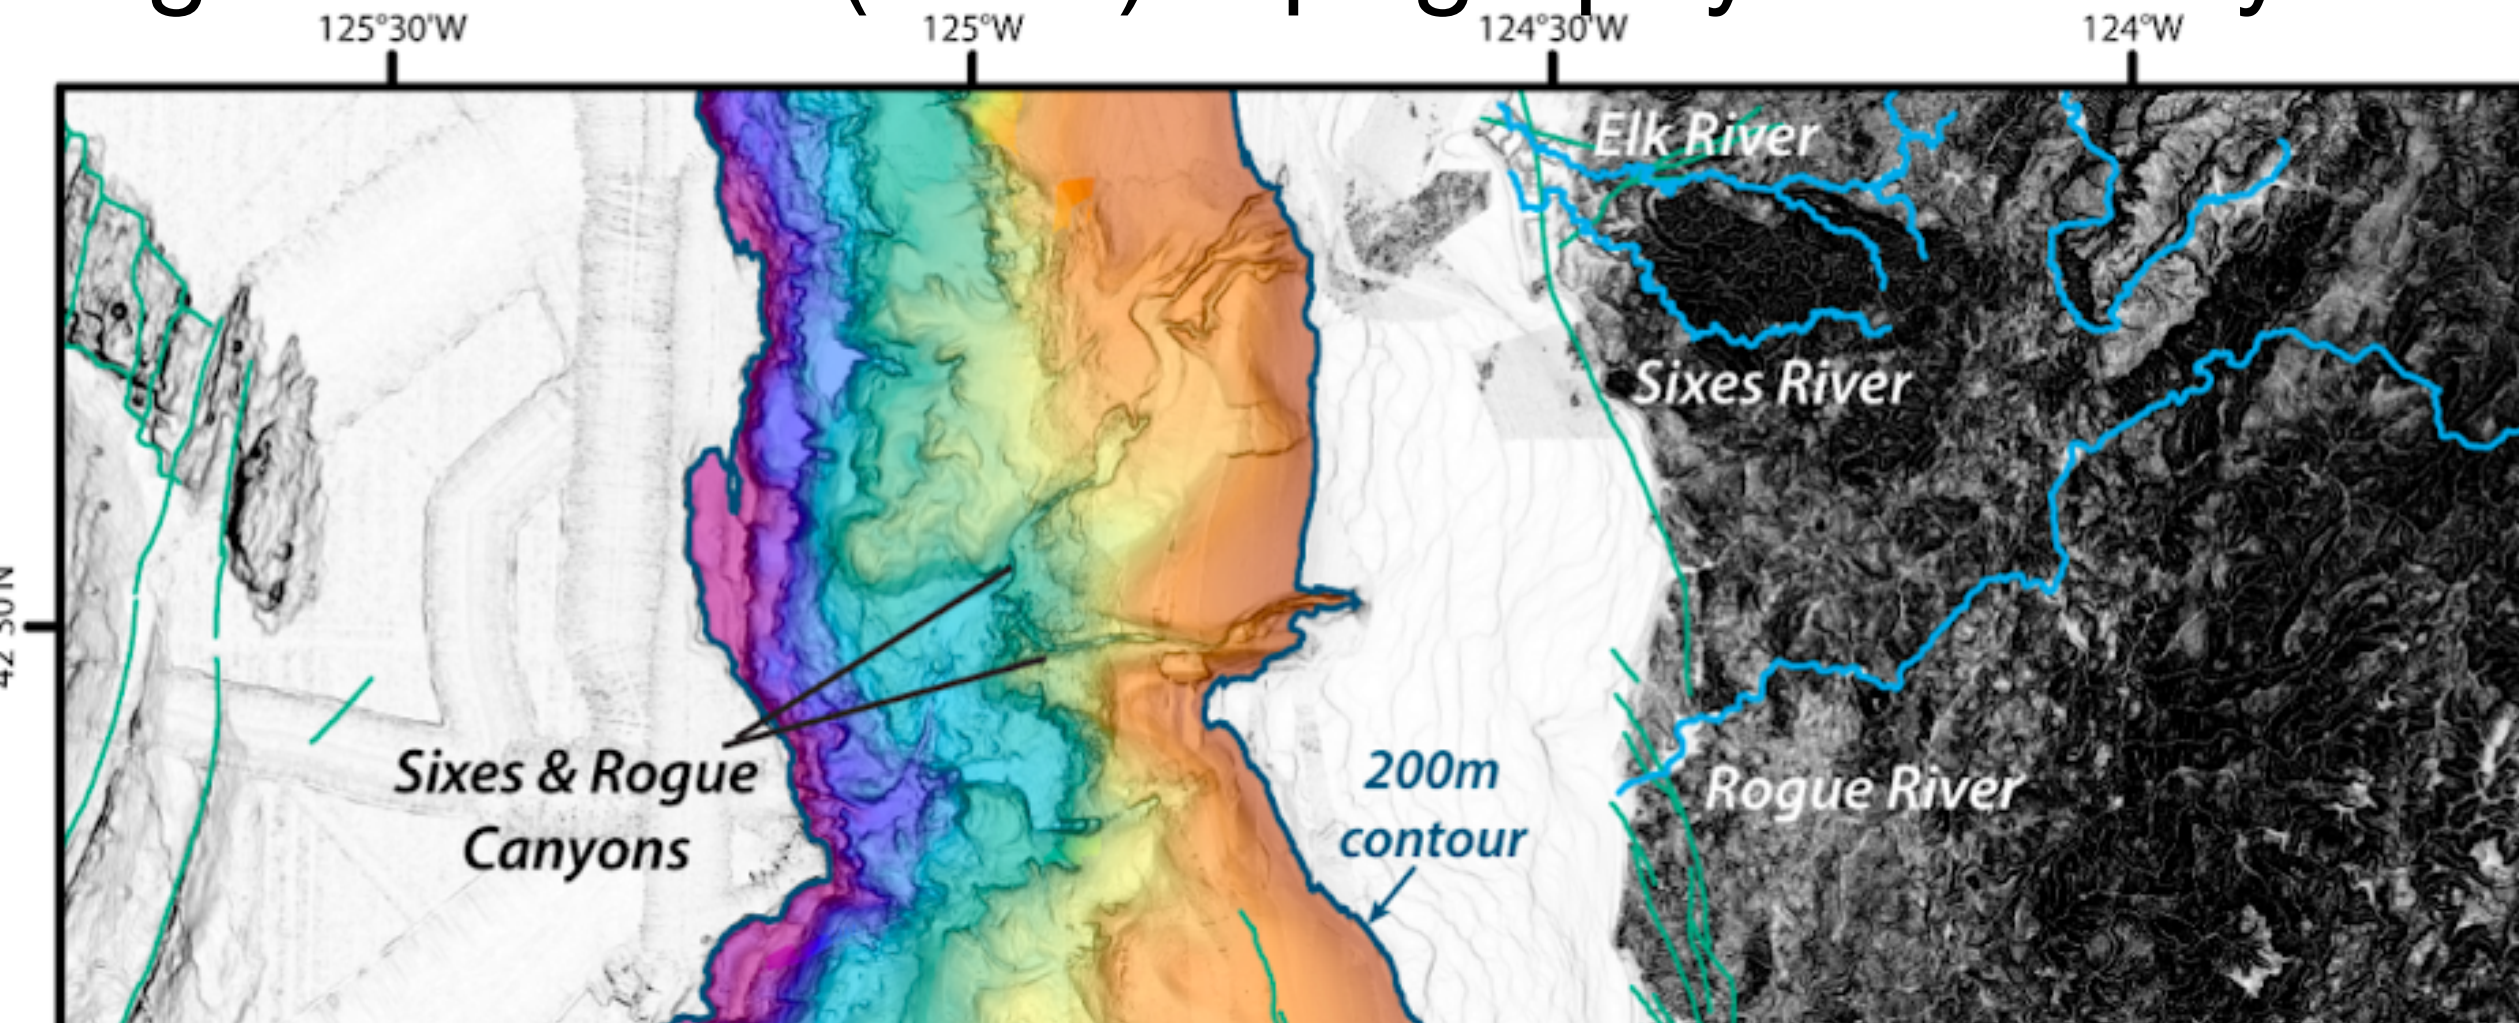 125°30'W
125°W
124°30'W
124°W
Elk River
Sixes River
Sixes & Rogue
Canyons
200m
contour
Rogue River